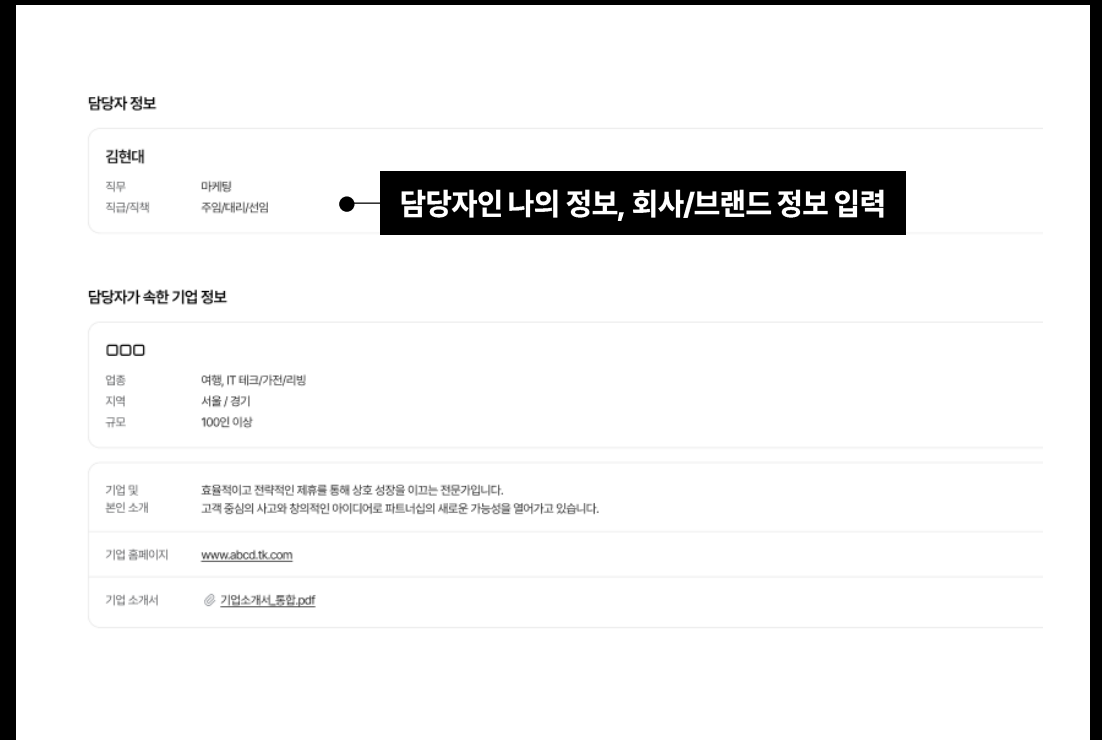 담당자 정보
김현대
직무 마케팅
직급/직책 주임/대리/선임
담당자인 나의 정보, 회사/브랜드 정보 입력
담당자가 속한 기업 정보
▢▢▢
업종 여행, IT 테크/가전/리빙
지역 서울 / 경기
규모 100인 이상
기업 및 효율적이고 전략적인 제휴를 통해 상호 성장을 이끄는 전문가입니다.
본인 소개 고객 중심의 사고와 창의적인 아이디어로 파트너십의 새로운 가능성을 열어가고 있습니다.
기업 홈페이지 www.abcd.tk.com
기업 소개서 기업소개서_통합.pdf